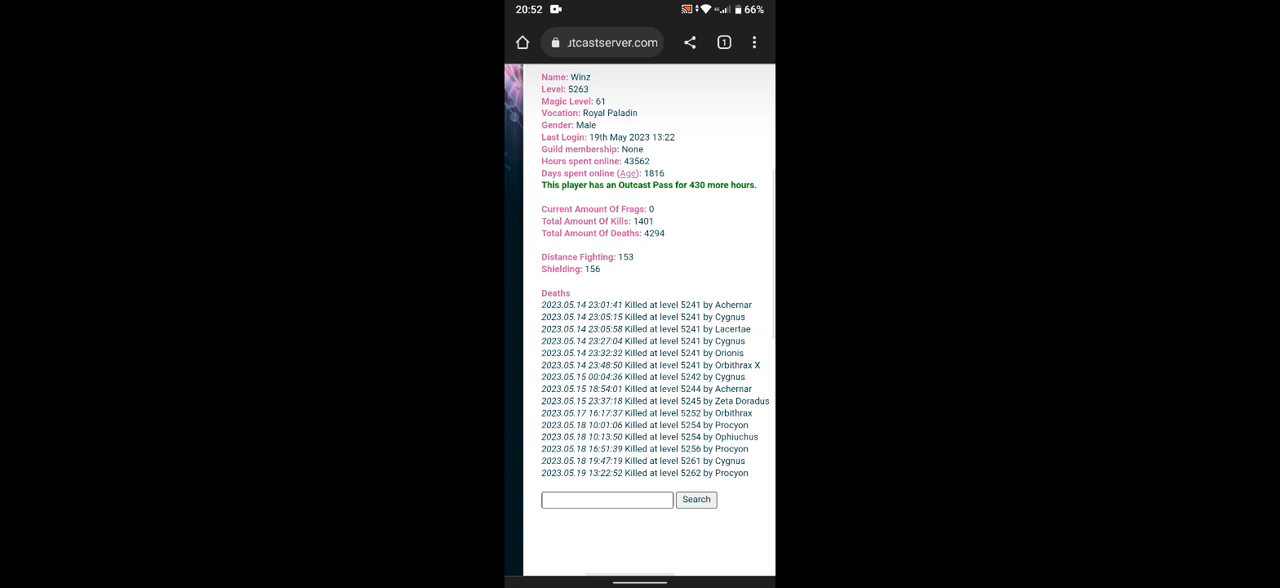 20:52 66%
utcastserver.com 1
Name: Winz
Level: 5263
Magic Level: 61
Vocation: Royal Paladin
Gender: Male
Last Login: 19th May 2023 13:22
Guild membership: None
Hours spent online: 43562
Days spent online (Age): 1816
This player has an Outcast Pass for 430 more hours.
Current Amount Of Frags: 0
Total Amount Of Kills: 1401
Total Amount Of Deaths: 4294
Distance Fighting: 153
Shielding: 156
Deaths
2023.05.14 23:01:41 Killed at level 5241 by Achernar
2023.05.14 23:05:15 Killed at level 5241 by Cygnus
2023.05.14 23:05:58 Killed at level 5241 by Lacertae
2023.05.14 23:27:04 Killed at level 5241 by Cygnus
2023.05.14 23:32:32 Killed at level 5241 by Orionis
2023.05.14 23:48:50 Killed at level 5241 by Orbithrax X
2023.05.15 00:04:36 Killed at level 5242 by Cygnus
2023.05.15 18:54:01 Killed at level 5244 by Achernar
2023.05.15 23:37:18 Killed at level 5245 by Zeta Doradus
2023.05.17 16:17:37 Killed at level 5252 by Orbithrax
2023.05.18 10:01:06 Killed at level 5254 by Procyon
2023.05.18 10:13:50 Killed at level 5254 by Ophiuchus
2023.05.18 16:51:39 Killed at level 5256 by Procyon
2023.05.18 19:47:19 Killed at level 5261 by Cygnus
2023.05.19 13:22:52 Killed at level 5262 by Procyon
Search